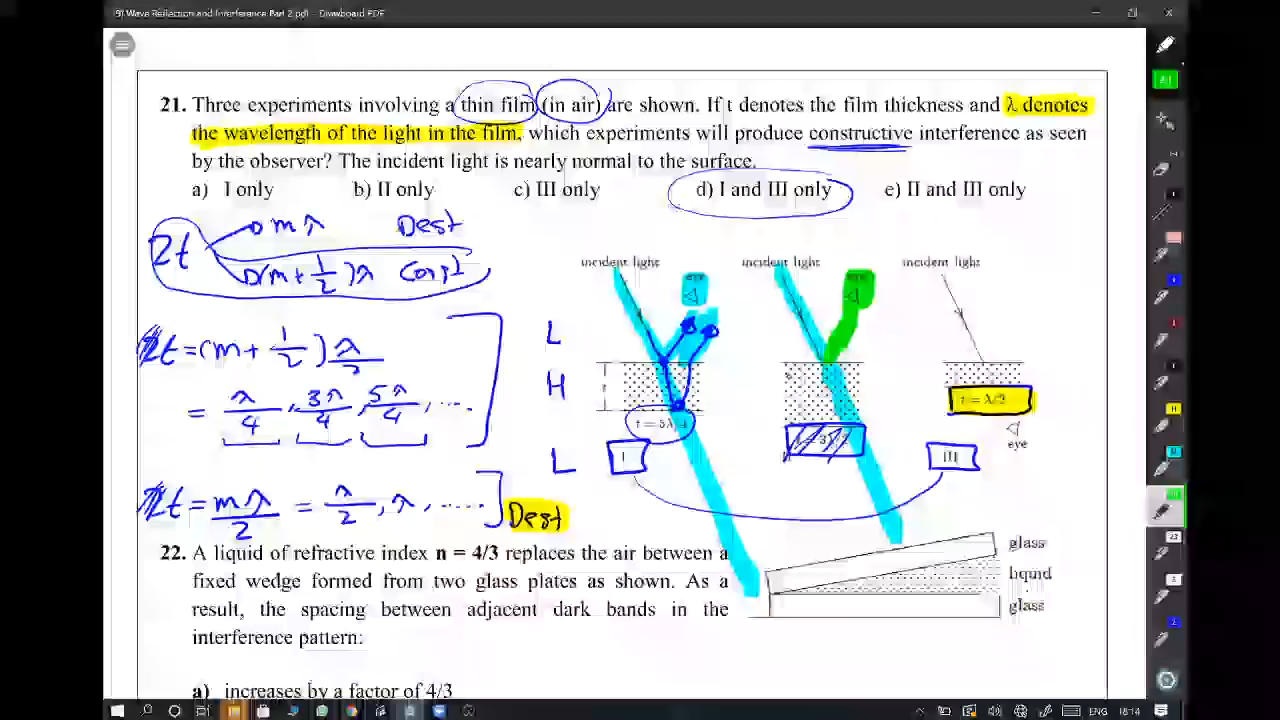 9) Wave Reflection and Interference Part 2.pdf - Drawboard PDF
21. Three experiments involving a thin film (in air) are shown. If t denotes the film thickness and λ denotes
the wavelength of the light in the film, which experiments will produce constructive interference as seen
by the observer? The incident light is nearly normal to the surface.
a) I only b) II only c) III only d) I and III only e) II and III only
2t
mλ Dest
(m + 1/2)λ Const
incident light eye incident light eye incident light
2t = (m + 1/2) λ/2
= λ/4, 3λ/4, 5λ/4, ....
L
H
L
t
t = 5λ/4
t = λ/2
eye
I
III
2t = mλ/2 = λ/2, λ, ..... Dest
22. A liquid of refractive index n = 4/3 replaces the air between a
fixed wedge formed from two glass plates as shown. As a
result, the spacing between adjacent dark bands in the
interference pattern:
glass
liquid
glass
a) increases by a factor of 4/3
18:14